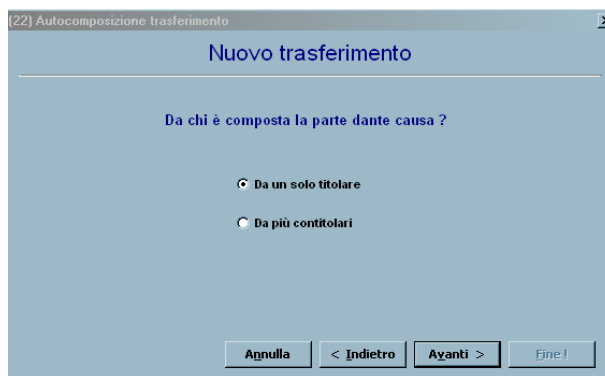 (22) Autocomposizione trasferimento
Nuovo trasferimento
Da chi è composta la parte dante causa ?
Da un solo titolare
Da più contitolari
Annulla
< Indietro
Avanti >
Fine !